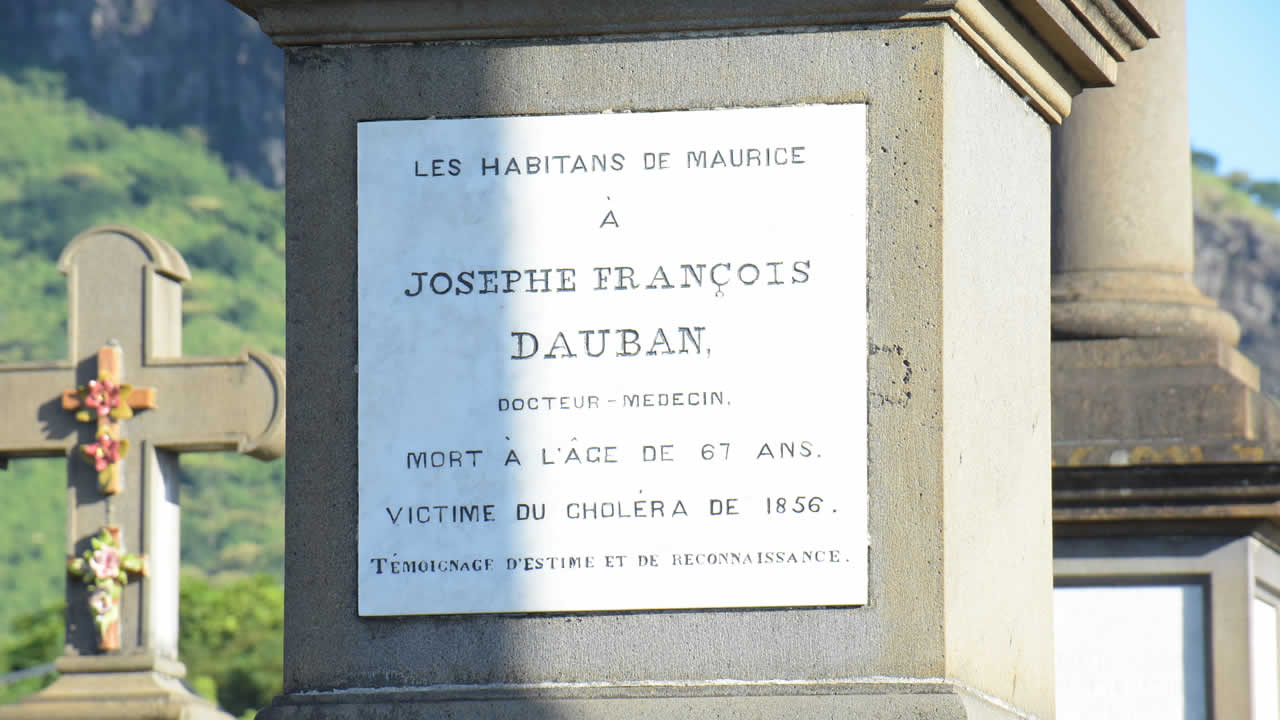 LES HABITANS DE MAURICE
À
JOSEPHE FRANÇOIS
DAUBAN,
DOCTEUR-MEDECIN,
MORT À L'ÂGE DE 67 ANS.
VICTIME DU CHOLÉRA DE 1856.
TÉMOIGNAGE D'ESTIME ET DE RECONNAISSANCE.